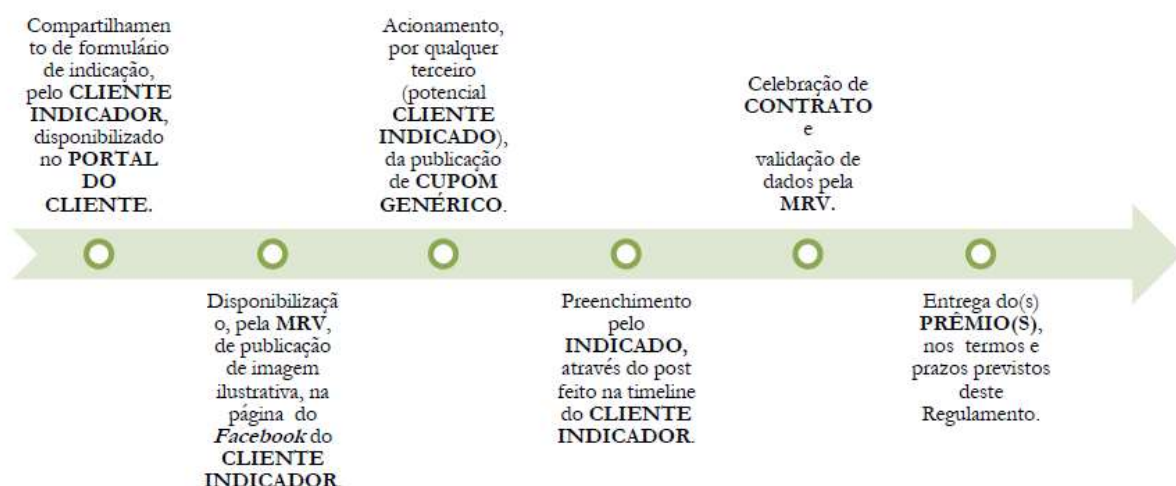 Compartilhamen
to de formulário
de indicação,
pelo CLIENTE
INDICADOR,
disponibilizado
no PORTAL
DO
CLIENTE.
Disponibilizaçã
o, pela MRV,
de publicação
de imagem
ilustrativa, na
página do
Facebook do
CLIENTE
INDICADOR.
Acionamento,
por qualquer
terceiro
(potencial
CLIENTE
INDICADO),
da publicação
de CUPOM
GENÉRICO.
Preenchimento
pelo
INDICADO,
através do post
feito na timeline
do CLIENTE
INDICADOR.
Celebração de
CONTRATO
e
validação de
dados pela
MRV.
Entrega do(s)
PRÊMIO(S),
nos termos e
prazos previstos
deste
Regulamento.